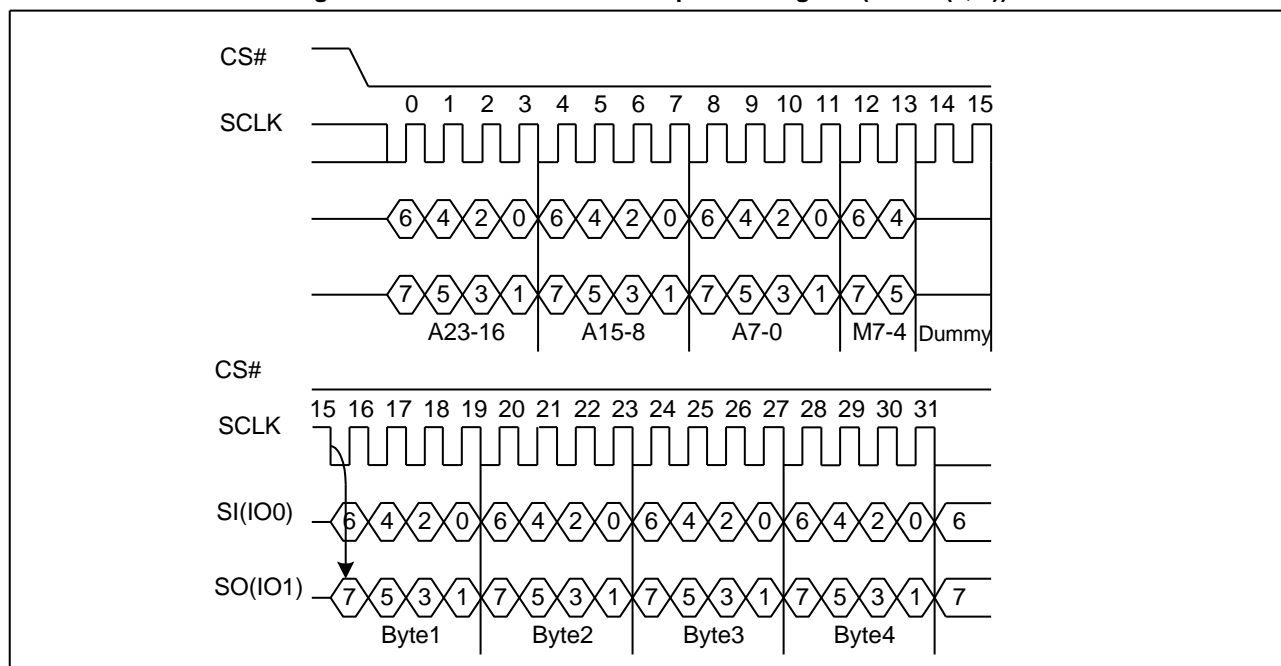 CS#
0 1 2 3 4 5 6 7 8 9 10 11 12 13 14 15
SCLK
6 4 2 0 6 4 2 0 6 4 2 0 6 4
7 5 3 1 7 5 3 1 7 5 3 1 7 5
A23-16 A15-8 A7-0 M7-4 Dummy
CS#
15 16 17 18 19 20 21 22 23 24 25 26 27 28 29 30 31
SCLK
SI(IO0) 6 4 2 0 6 4 2 0 6 4 2 0 6 4 2 0 6
SO(IO1) 7 5 3 1 7 5 3 1 7 5 3 1 7 5 3 1 7
Byte1 Byte2 Byte3 Byte4